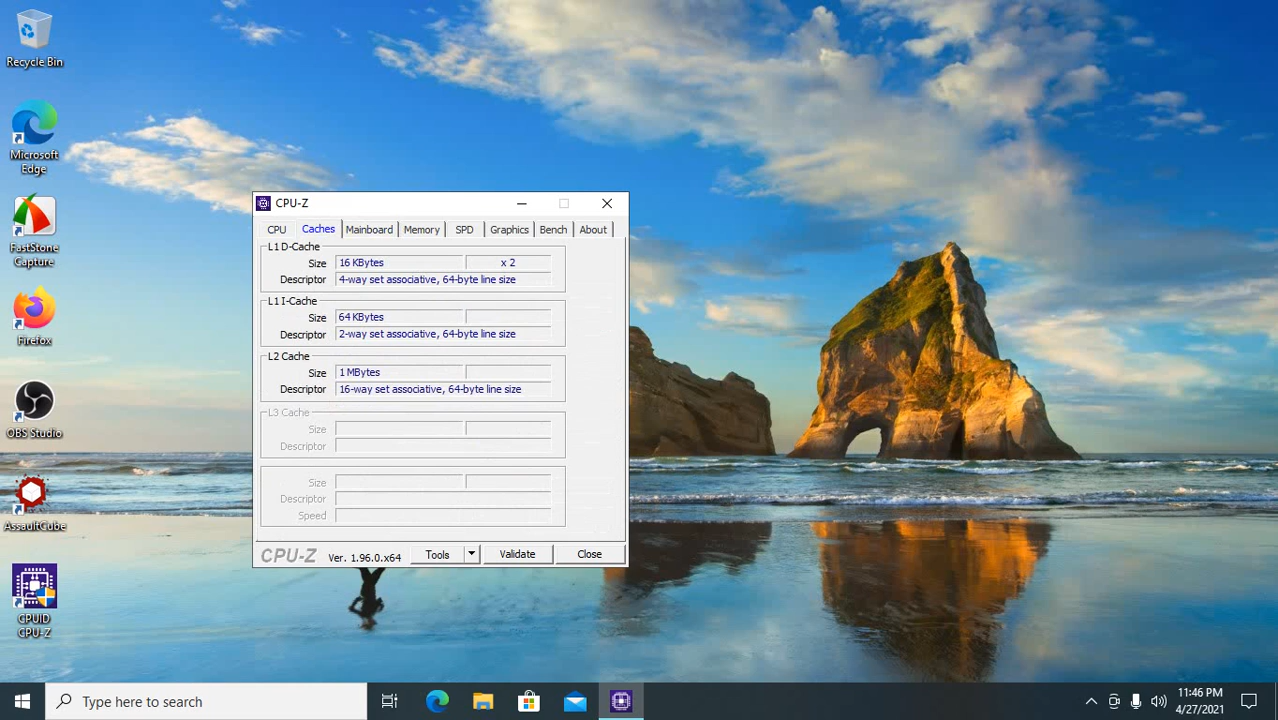 Recycle Bin
Microsoft
Edge
FastStone
Capture
Firefox
OBS Studio
AssaultCube
CPUID
CPU-Z
CPU-Z
CPU Caches Mainboard Memory SPD Graphics Bench About
L1 D-Cache
Size 16 KBytes x 2
Descriptor 4-way set associative, 64-byte line size
L1 I-Cache
Size 64 KBytes
Descriptor 2-way set associative, 64-byte line size
L2 Cache
Size 1 MBytes
Descriptor 16-way set associative, 64-byte line size
L3 Cache
Size
Descriptor
Size
Descriptor
Speed
CPU-Z Ver. 1.96.0.x64 Tools Validate Close
Type here to search
11:46 PM
4/27/2021